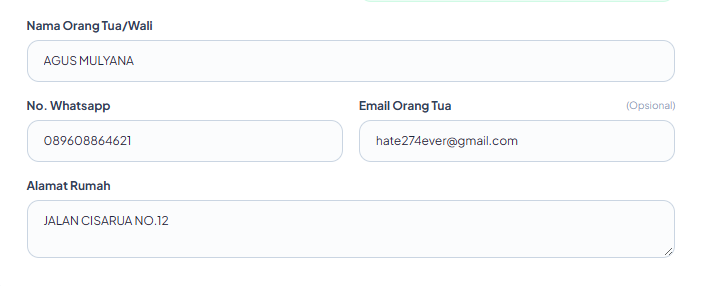 Nama Orang Tua/Wali
AGUS MULYANA
No. Whatsapp
Email Orang Tua (Opsional)
089608864621
hate274ever@gmail.com
Alamat Rumah
JALAN CISARUA NO.12